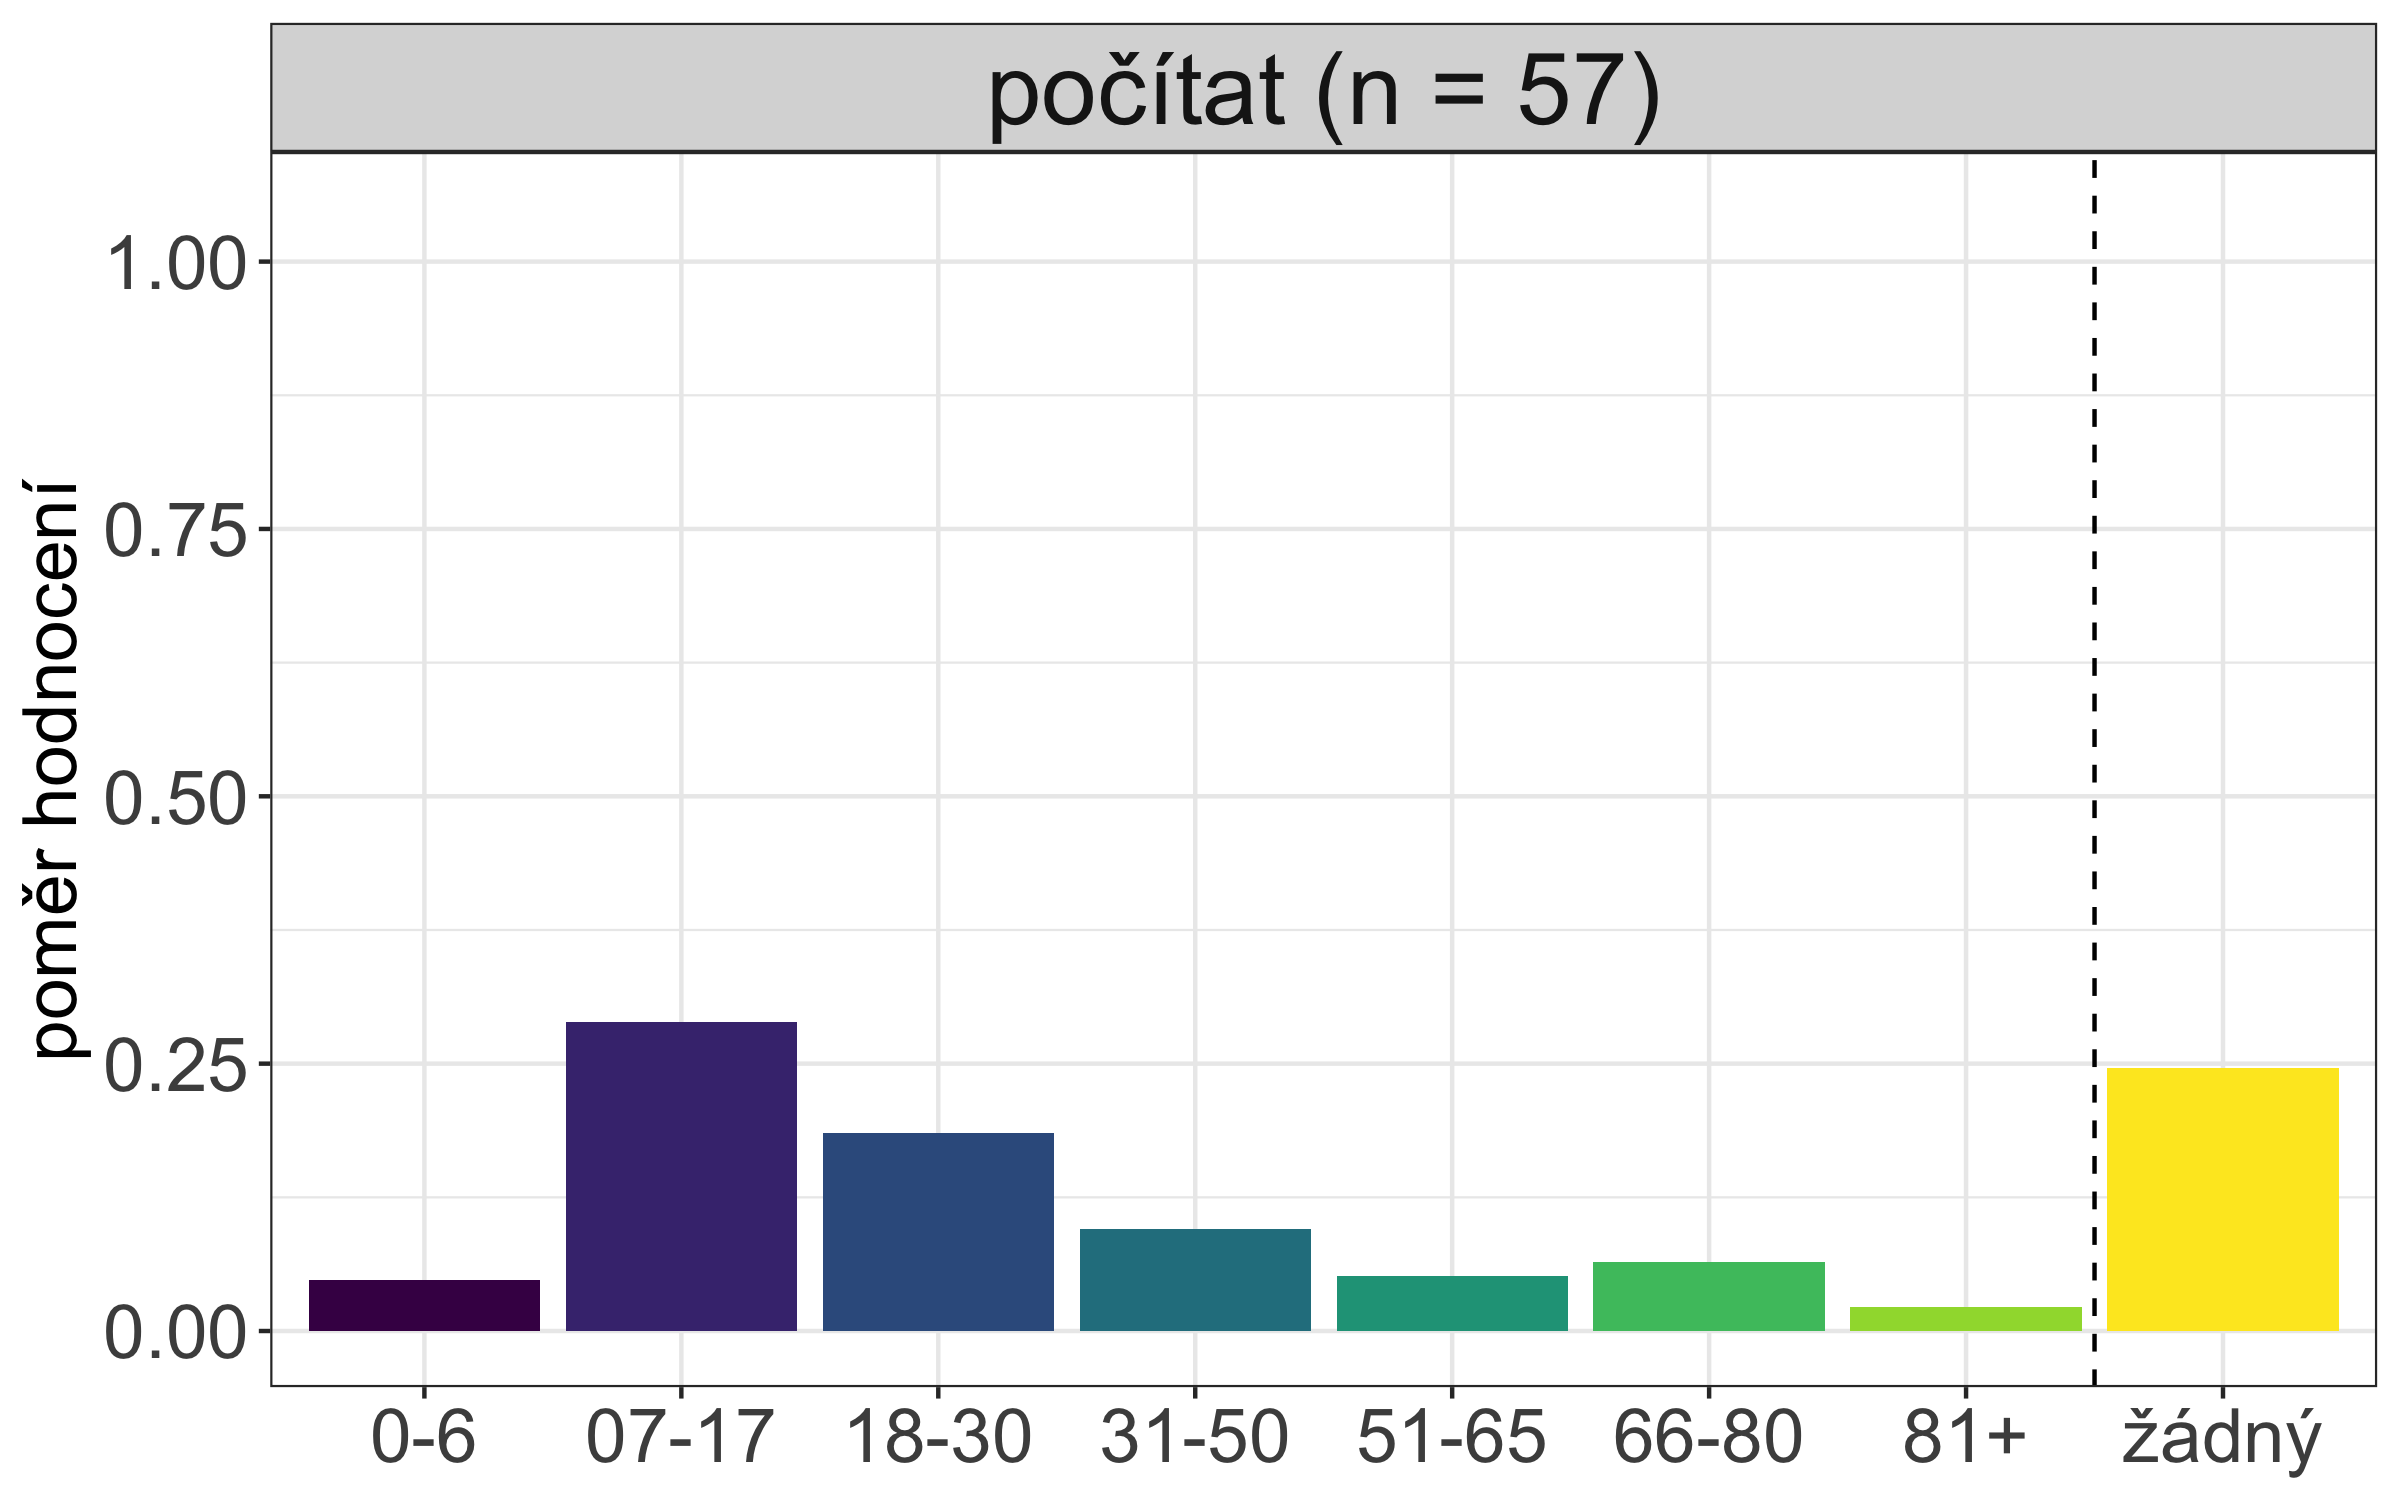 počítat (n = 57)
poměr hodnocení
1.00
0.75
0.50
0.25
0.00
0-6 07-17 18-30 31-50 51-65 66-80 81+ žádný